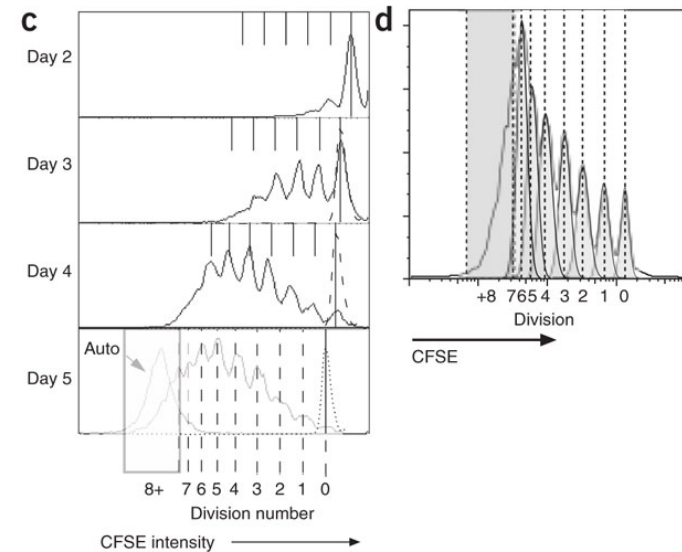 c
Day 2
Day 3
Day 4
Day 5
Auto
8+ 7 6 5 4 3 2 1 0
Division number
CFSE intensity
d
+8 7 6 5 4 3 2 1 0
Division
CFSE